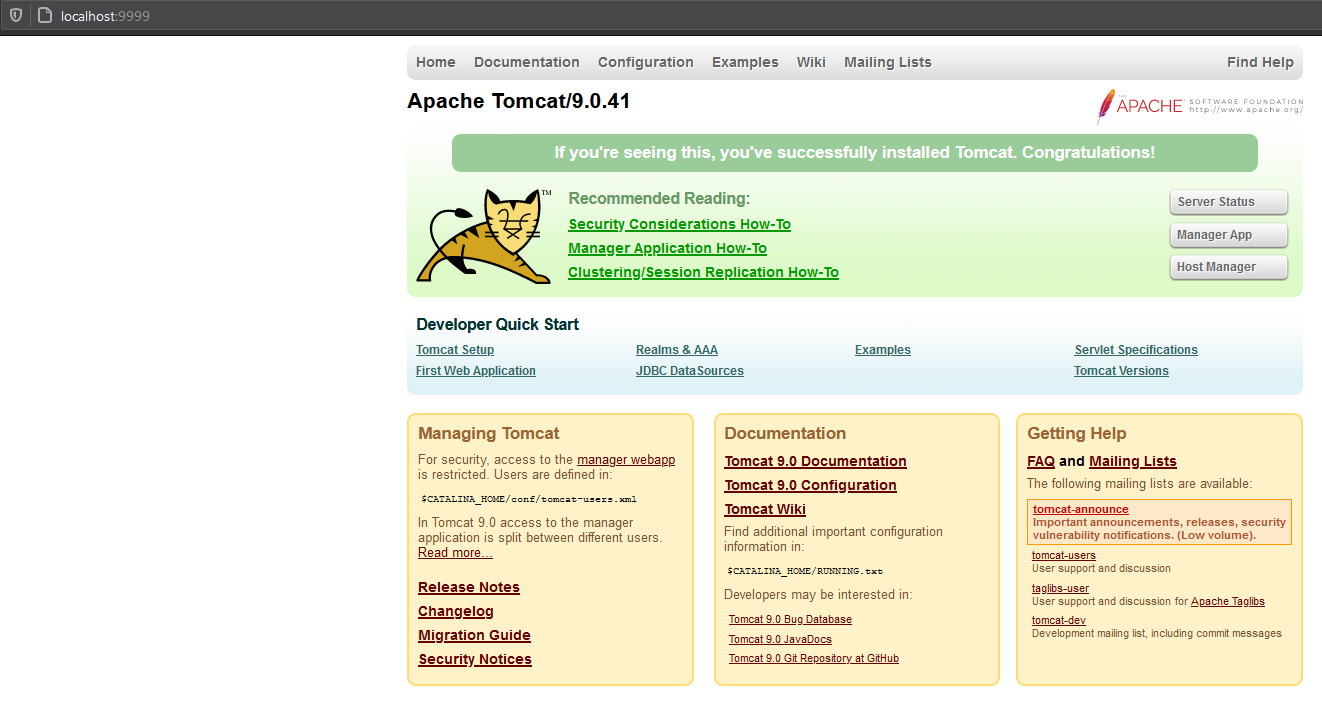 localhost:9999
Home Documentation Configuration Examples Wiki Mailing Lists Find Help
Apache Tomcat/9.0.41
THE
APACHE SOFTWARE FOUNDATION
http://www.apache.org/
If you're seeing this, you've successfully installed Tomcat. Congratulations!
TM
Recommended Reading:
Security Considerations How-To
Manager Application How-To
Clustering/Session Replication How-To
Server Status
Manager App
Host Manager
Developer Quick Start
Tomcat Setup
First Web Application
Realms & AAA
JDBC DataSources
Examples
Servlet Specifications
Tomcat Versions
Managing Tomcat
For security, access to the manager webapp
is restricted. Users are defined in:
$CATALINA_HOME/conf/tomcat-users.xml
In Tomcat 9.0 access to the manager
application is split between different users.
Read more...
Release Notes
Changelog
Migration Guide
Security Notices
Documentation
Tomcat 9.0 Documentation
Tomcat 9.0 Configuration
Tomcat Wiki
Find additional important configuration
information in:
$CATALINA_HOME/RUNNING.txt
Developers may be interested in:
Tomcat 9.0 Bug Database
Tomcat 9.0 JavaDocs
Tomcat 9.0 Git Repository at GitHub
Getting Help
FAQ and Mailing Lists
The following mailing lists are available:
tomcat-announce
Important announcements, releases, security
vulnerability notifications. (Low volume).
tomcat-users
User support and discussion
taglibs-user
User support and discussion for Apache Taglibs
tomcat-dev
Development mailing list, including commit messages